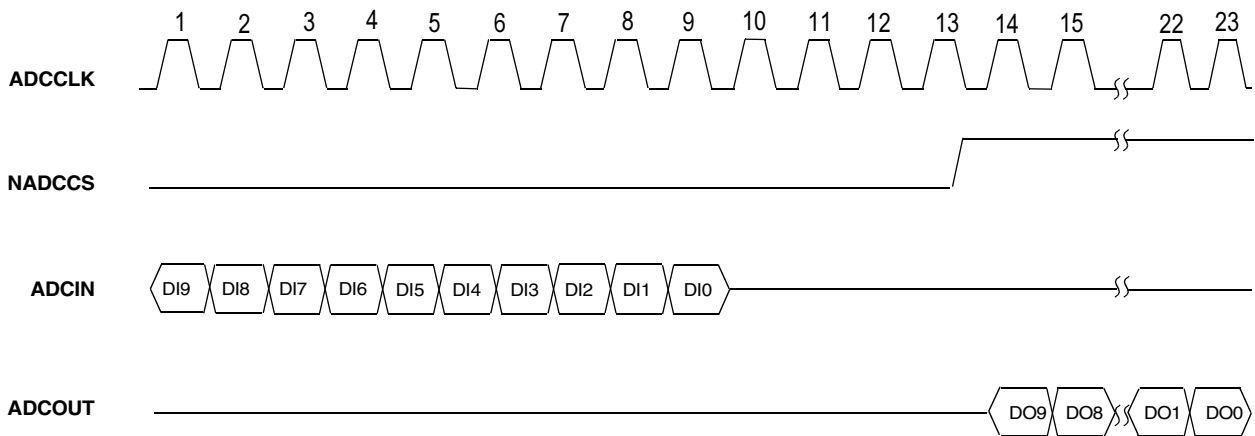 1 2 3 4 5 6 7 8 9 10 11 12 13 14 15 22 23
ADCCLK
NADCCS
ADCIN DI9 DI8 DI7 DI6 DI5 DI4 DI3 DI2 DI1 DI0
ADCOUT DO9 DO8 DO1 DO0